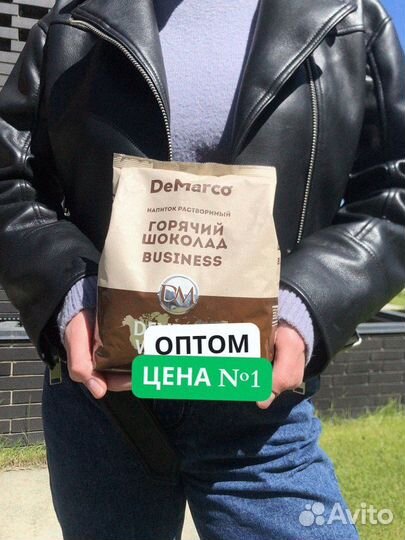 DeMarco
НАПИТОК РАСТВОРИМЫЙ
ГОРЯЧИЙ
ШОКОЛАД
BUSINESS
DM
ОПТОМ
ЦЕНА №1
Avito